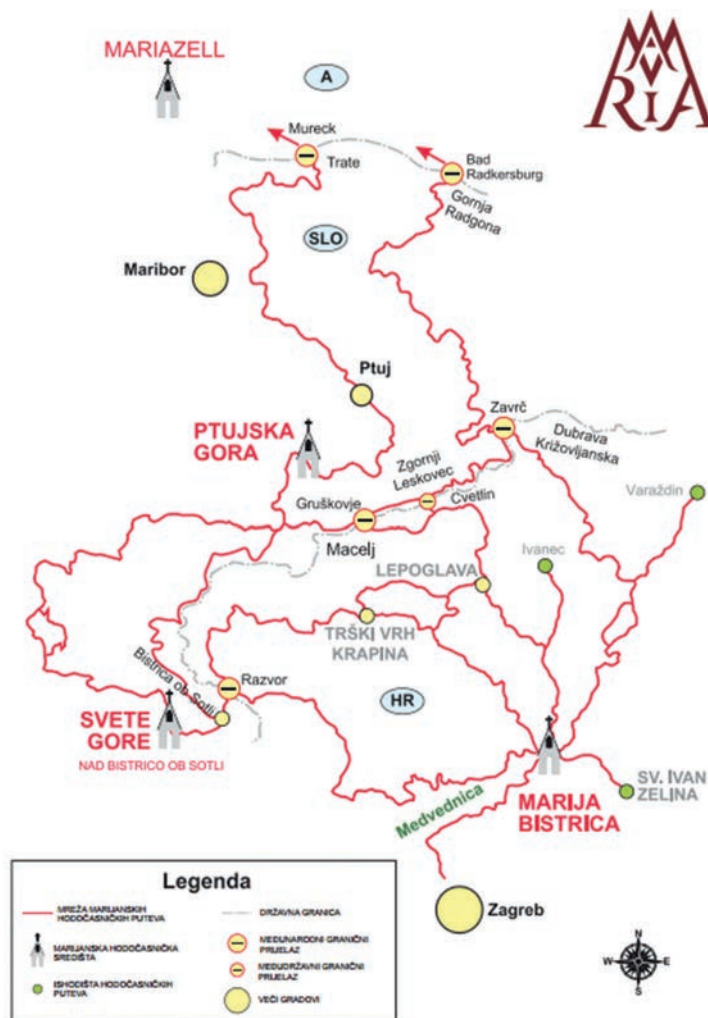 MARIAZELL
A
MARIA
Mureck
Trate
Bad
Radkersburg
Gornja
Radgona
SLO
Maribor
Ptuj
PTUJSKA
GORA
Zavrč
Dubrava
Križovljanska
Zgornji
Leskovec
Cvetlin
Gruškovje
Macelj
Varaždin
Ivanec
LEPOGLAVA
TRŠKI VRH
KRAPINA
Bistrica ob Sotli
Razvor
HR
SVETE
GORE
NAD BISTRICO OB SOTLI
Medvednica
MARIJA
BISTRICA
SV. IVAN
ZELINA
Zagreb
Legenda
MREŽA MARIJANSKIH
HODOČASNIČKIH PUTEVA
MARIJANSKA HODOČASNIČKA
SREDIŠTA
ISHODIŠTA HODOČASNIČKIH
PUTEVA
DRŽAVNA GRANICA
MEĐUNARODNI GRANIČNI
PRIJELAZ
MEĐUDRŽAVNI GRANIČNI
PRIJELAZ
VEĆI GRADOVI
N
W
E
S